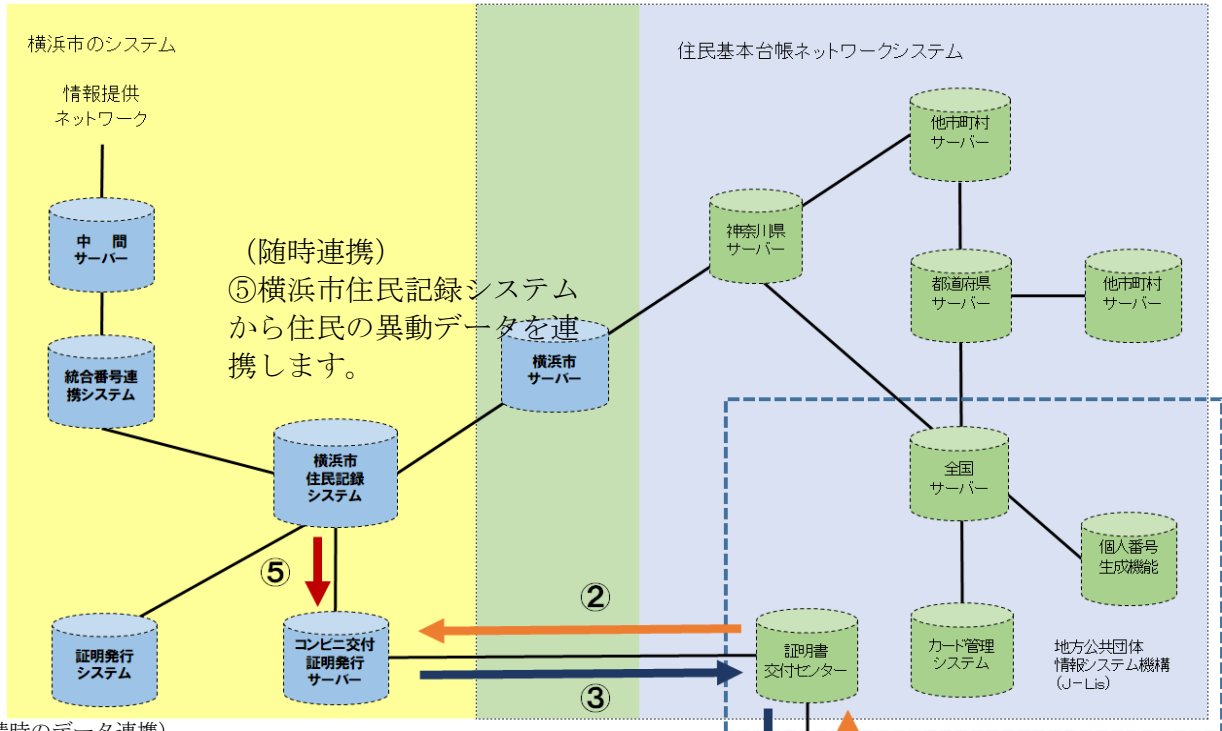 横浜市のシステム
住民基本台帳ネットワークシステム
情報提供
ネットワーク
他市町村
サーバー
中 間
サーバー
神奈川県
サーバー
(随時連携)
⑤横浜市住民記録システム
から住民の異動データを連
携します。
都道府県
サーバー
他市町村
サーバー
統合番号連
携システム
横浜市
サーバー
横浜市
住民記録
システム
全国
サーバー
個人番号
生成機能
⑤
②
証明発行
システム
コンビニ交付
証明発行
サーバー
証明書
交付センター
カード管理
システム
地方公共団体
情報システム機構
(J-Lis)
③
時のデータ連携)